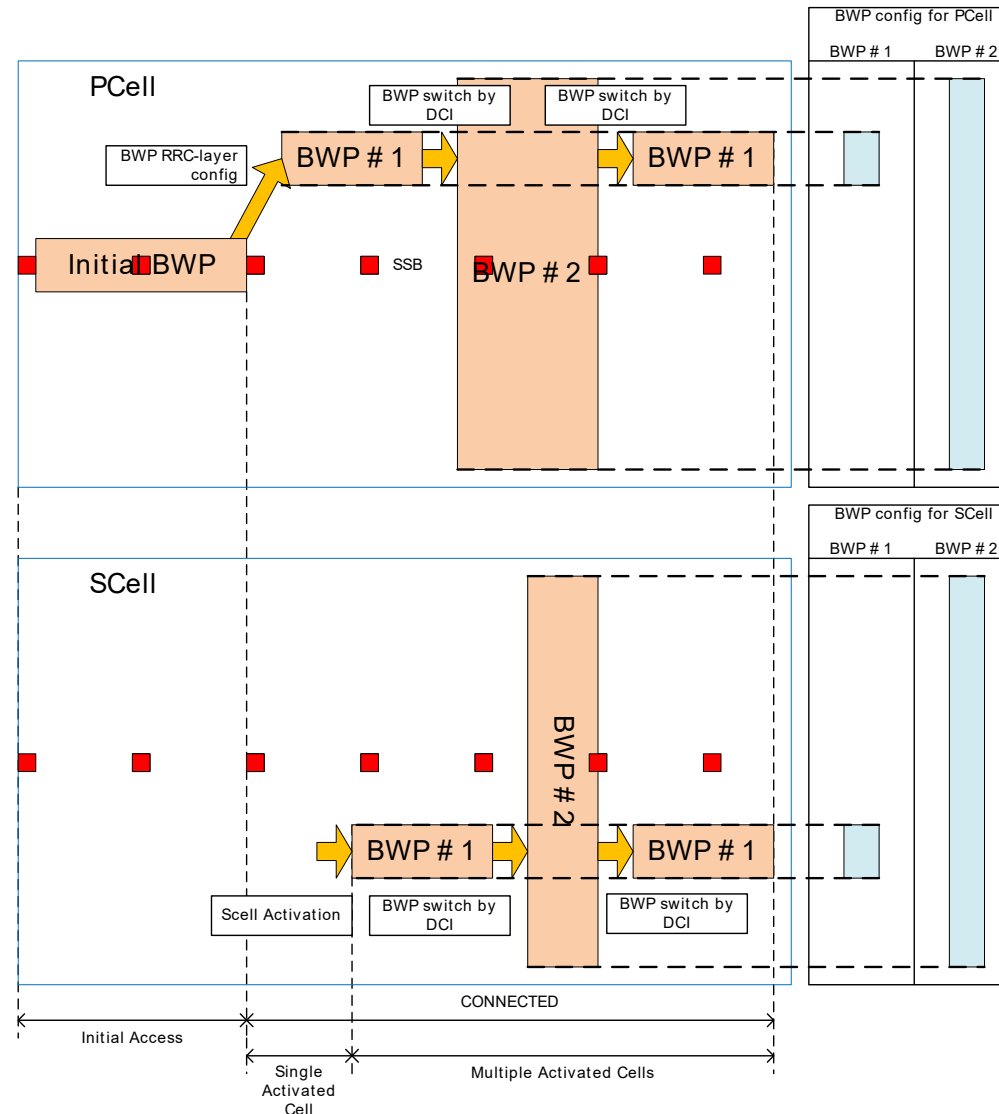 BWP config for PCell
BWP # 1
BWP # 2
PCell
BWP switch by
DCI
BWP switch by
DCI
BWP RRC-layer
config
BWP # 1
BWP # 1
Initial BWP
SSB
BWP # 2
BWP config for SCell
BWP # 1
BWP # 2
SCell
BWP # 2
BWP # 1
BWP # 1
Scell Activation
BWP switch by
DCI
BWP switch by
DCI
CONNECTED
Initial Access
Single
Activated
Cell
Multiple Activated Cells